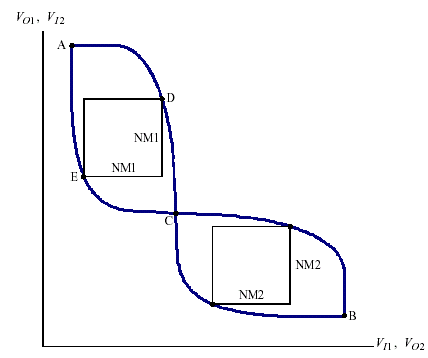 V_O1, V_I2
A
D
NM1
NM1
E
C
NM2
NM2
B
V_I1, V_O2